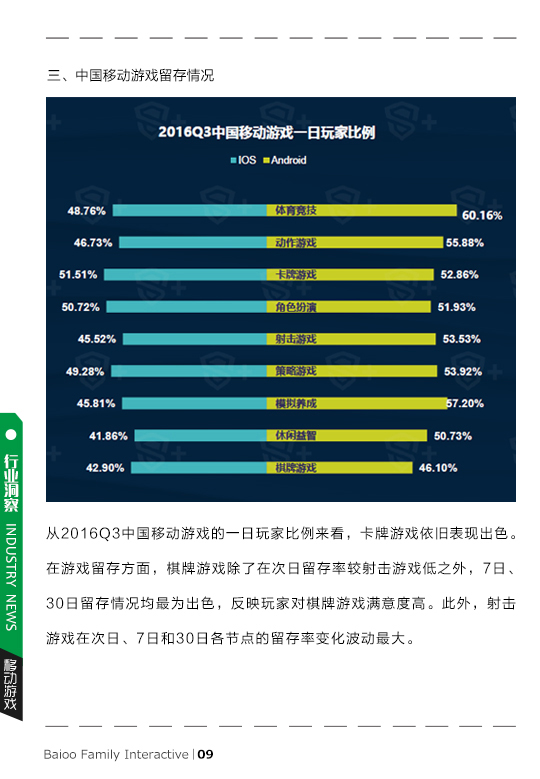 三、中国移动游戏留存情况
2016Q3中国移动游戏一日玩家比例
IOS Android
48.76% 体育竞技 60.16%
46.73% 动作游戏 55.88%
51.51% 卡牌游戏 52.86%
50.72% 角色扮演 51.93%
45.52% 射击游戏 53.53%
49.28% 策略游戏 53.92%
45.81% 模拟养成 57.20%
41.86% 休闲益智 50.73%
42.90% 棋牌游戏 46.10%
行业洞察 INDUSTRY NEWS
移动游戏
从2016Q3中国移动游戏的一日玩家比例来看，卡牌游戏依旧表现出色。
在游戏留存方面，棋牌游戏除了在次日留存率较射击游戏低之外，7日、
30日留存情况均最为出色，反映玩家对棋牌游戏满意度高。此外，射击
游戏在次日、7日和30日各节点的留存率变化波动最大。
Baioo Family Interactive | 09